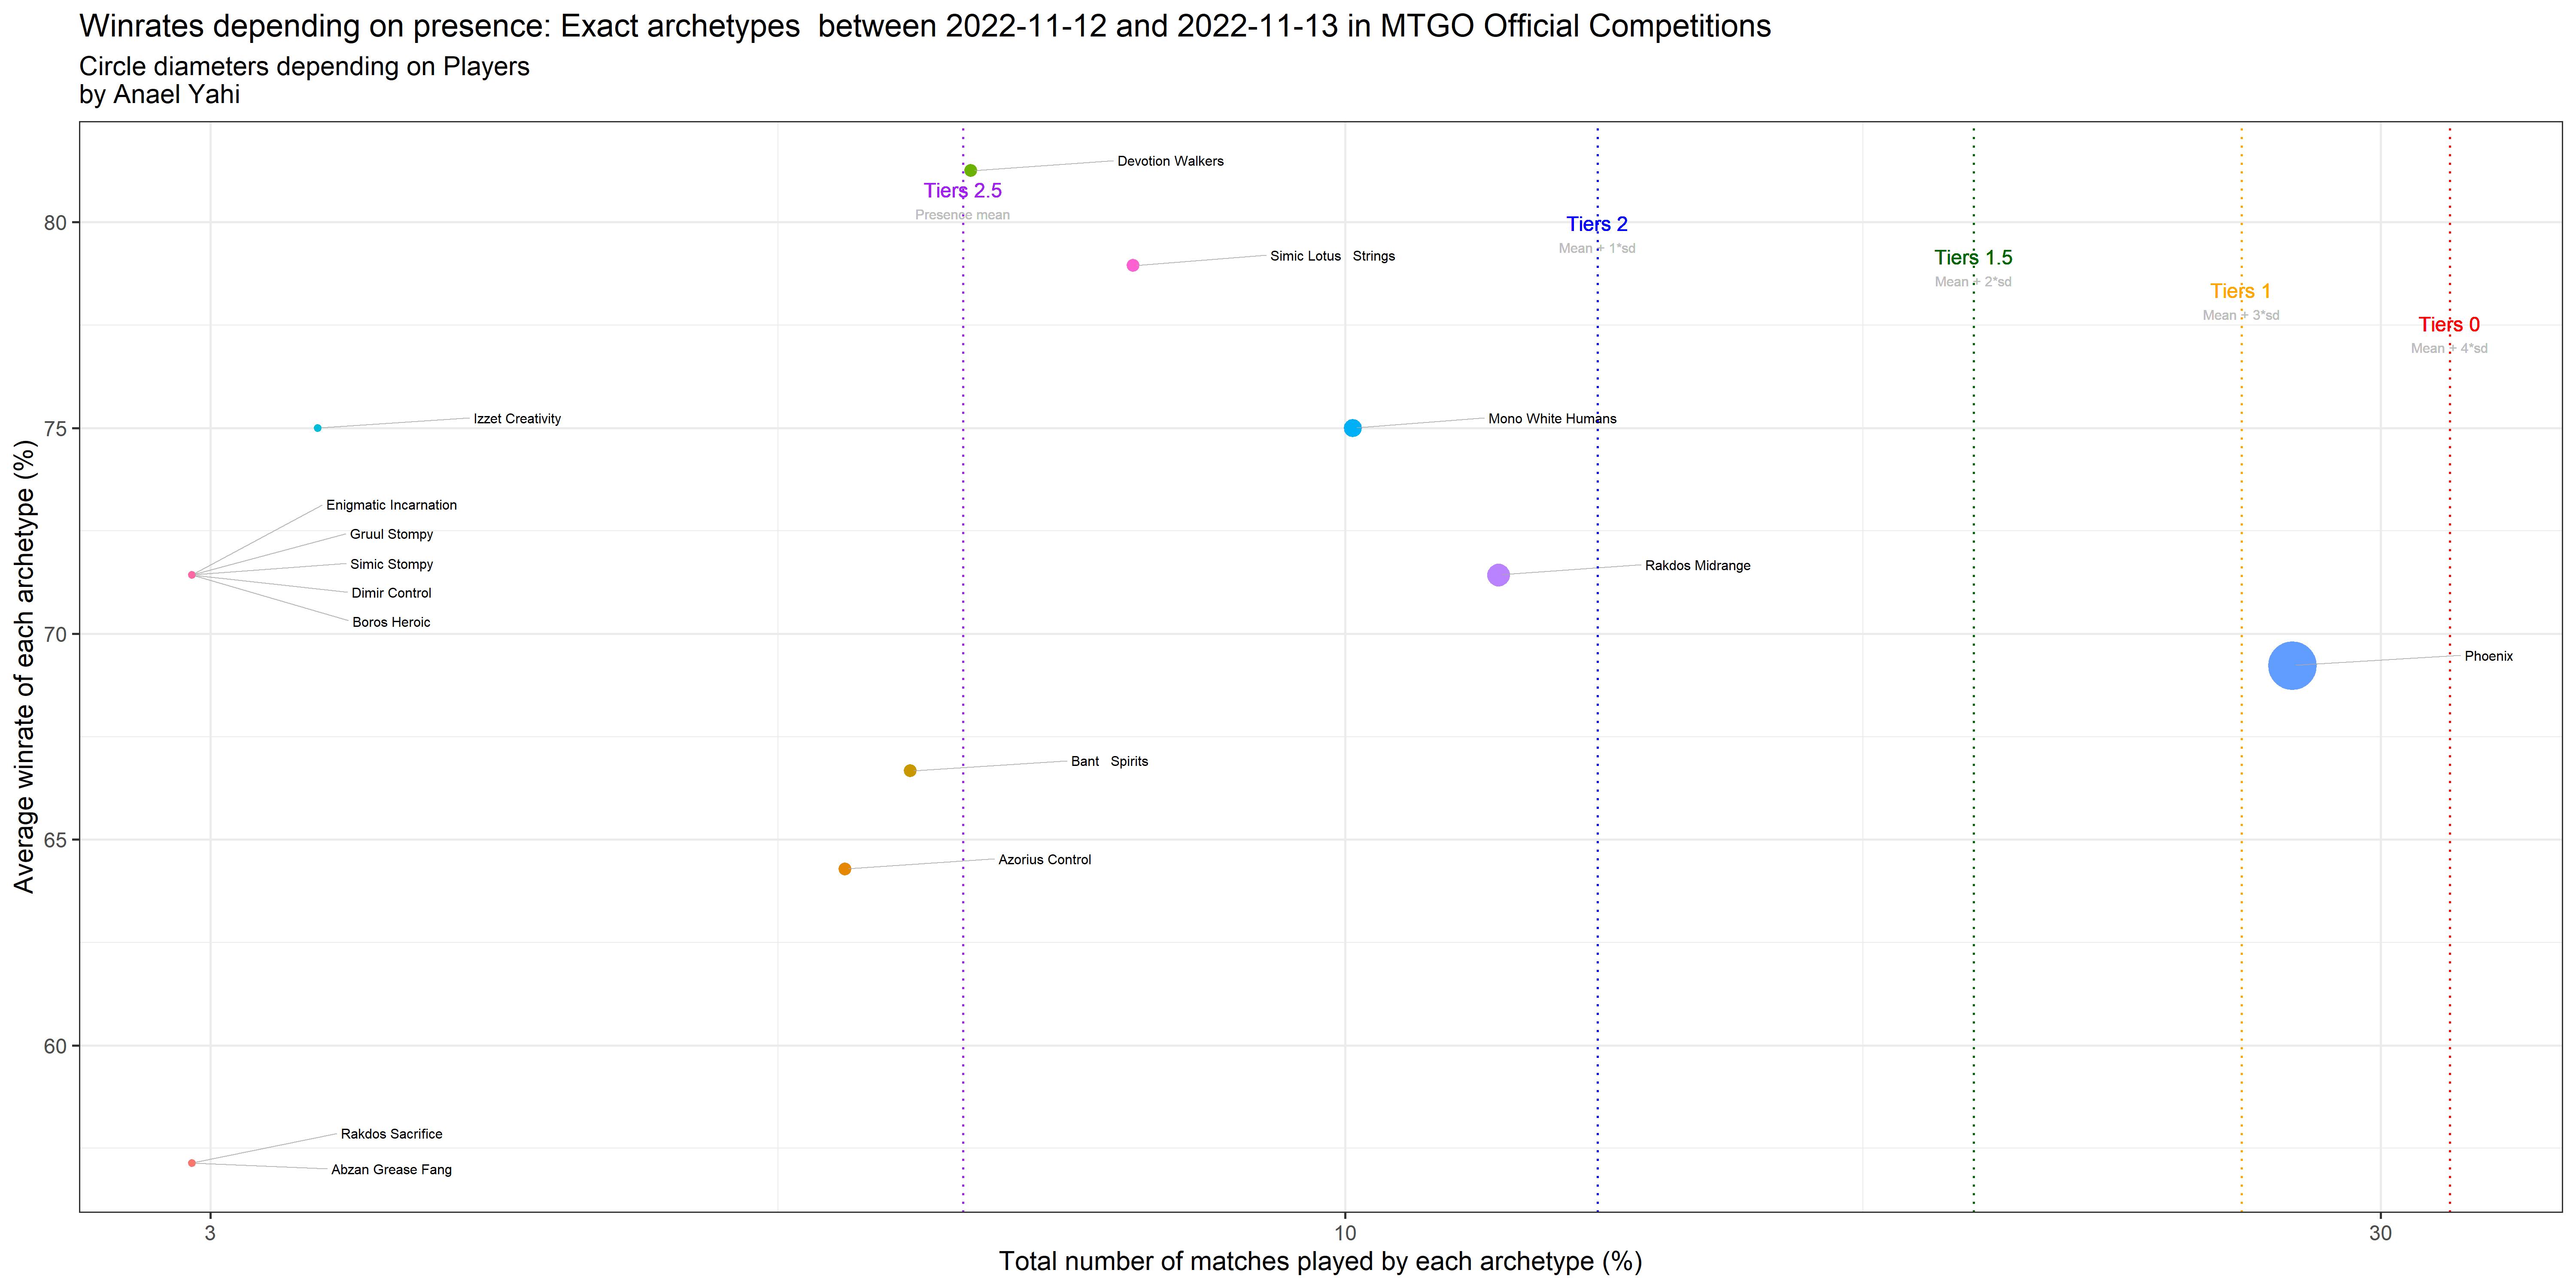 Winrates depending on presence: Exact archetypes  between 2022-11-12 and 2022-11-13 in MTGO Official Competitions
Circle diameters depending on Players
by Anael Yahi
Average winrate of each archetype (%)
80
75
70
65
60
Devotion Walkers
Tiers 2.5
Presence mean
Tiers 2
Mean + 1*sd
Simic Lotus   Strings
Tiers 1.5
Mean + 2*sd
Tiers 1
Mean + 3*sd
Tiers 0
Mean + 4*sd
Izzet Creativity
Mono White Humans
Enigmatic Incarnation
Gruul Stompy
Simic Stompy
Rakdos Midrange
Dimir Control
Boros Heroic
Phoenix
Bant   Spirits
Azorius Control
Rakdos Sacrifice
Abzan Grease Fang
3
10
30
Total number of matches played by each archetype (%)